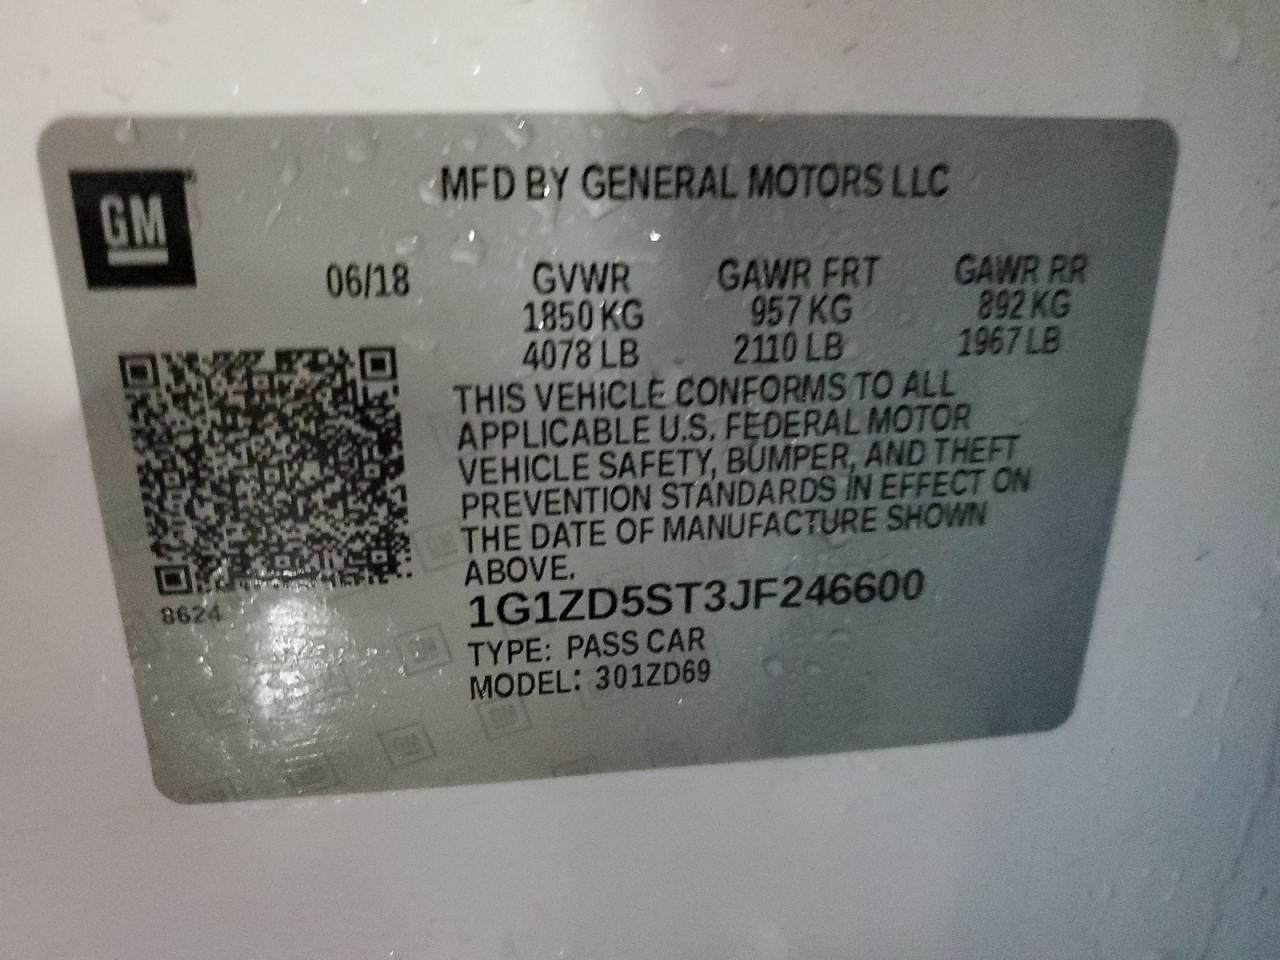 GM
MFD BY GENERAL MOTORS LLC
06/18 GVWR GAWR FRT GAWR RR
1850 KG 957 KG 892 KG
4078 LB 2110 LB 1967 LB
THIS VEHICLE CONFORMS TO ALL
APPLICABLE U.S. FEDERAL MOTOR
VEHICLE SAFETY, BUMPER, AND THEFT
PREVENTION STANDARDS IN EFFECT ON
THE DATE OF MANUFACTURE SHOWN
ABOVE.
8624
1G1ZD5ST3JF246600
TYPE: PASS CAR
MODEL: 301ZD69